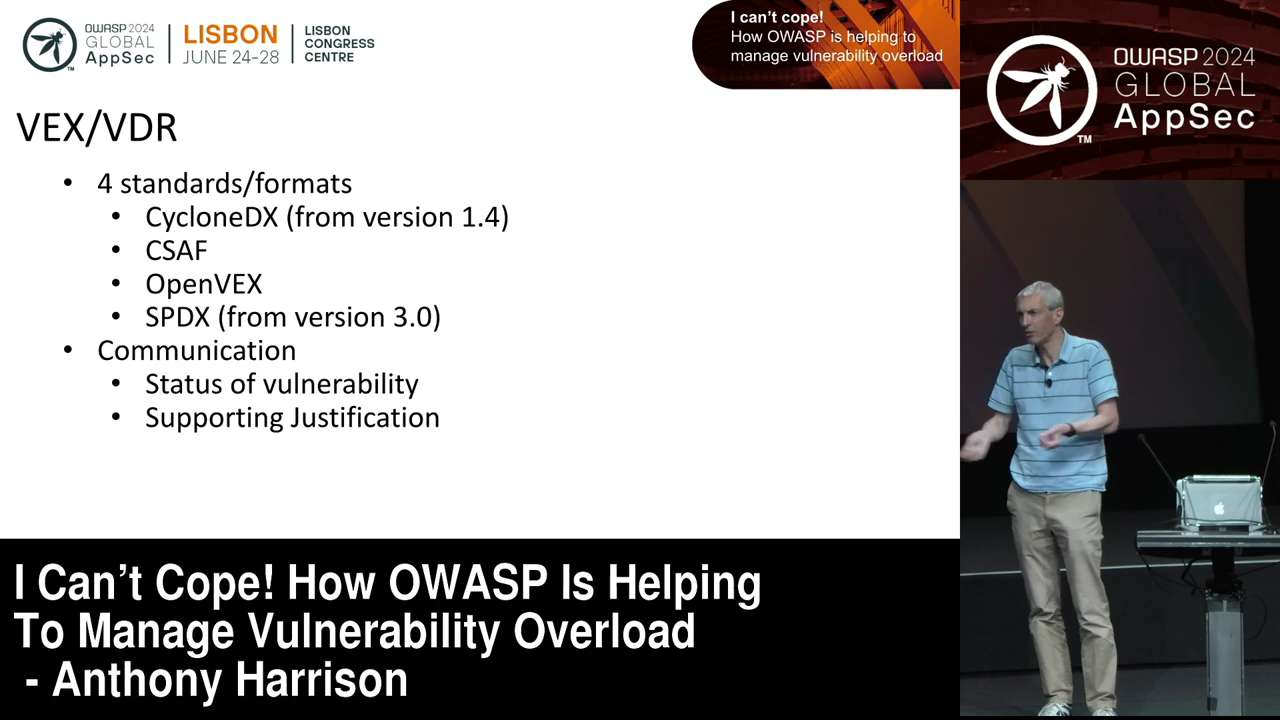 OWASP 2024
GLOBAL
AppSec
TM
LISBON
JUNE 24-28
LISBON
CONGRESS
CENTRE
I can't cope!
How OWASP is helping to
manage vulnerability overload
OWASP 2024
GLOBAL
AppSec
TM
VEX/VDR
• 4 standards/formats
• CycloneDX (from version 1.4)
• CSAF
• OpenVEX
• SPDX (from version 3.0)
• Communication
• Status of vulnerability
• Supporting Justification
I Can’t Cope! How OWASP Is Helping
To Manage Vulnerability Overload
- Anthony Harrison